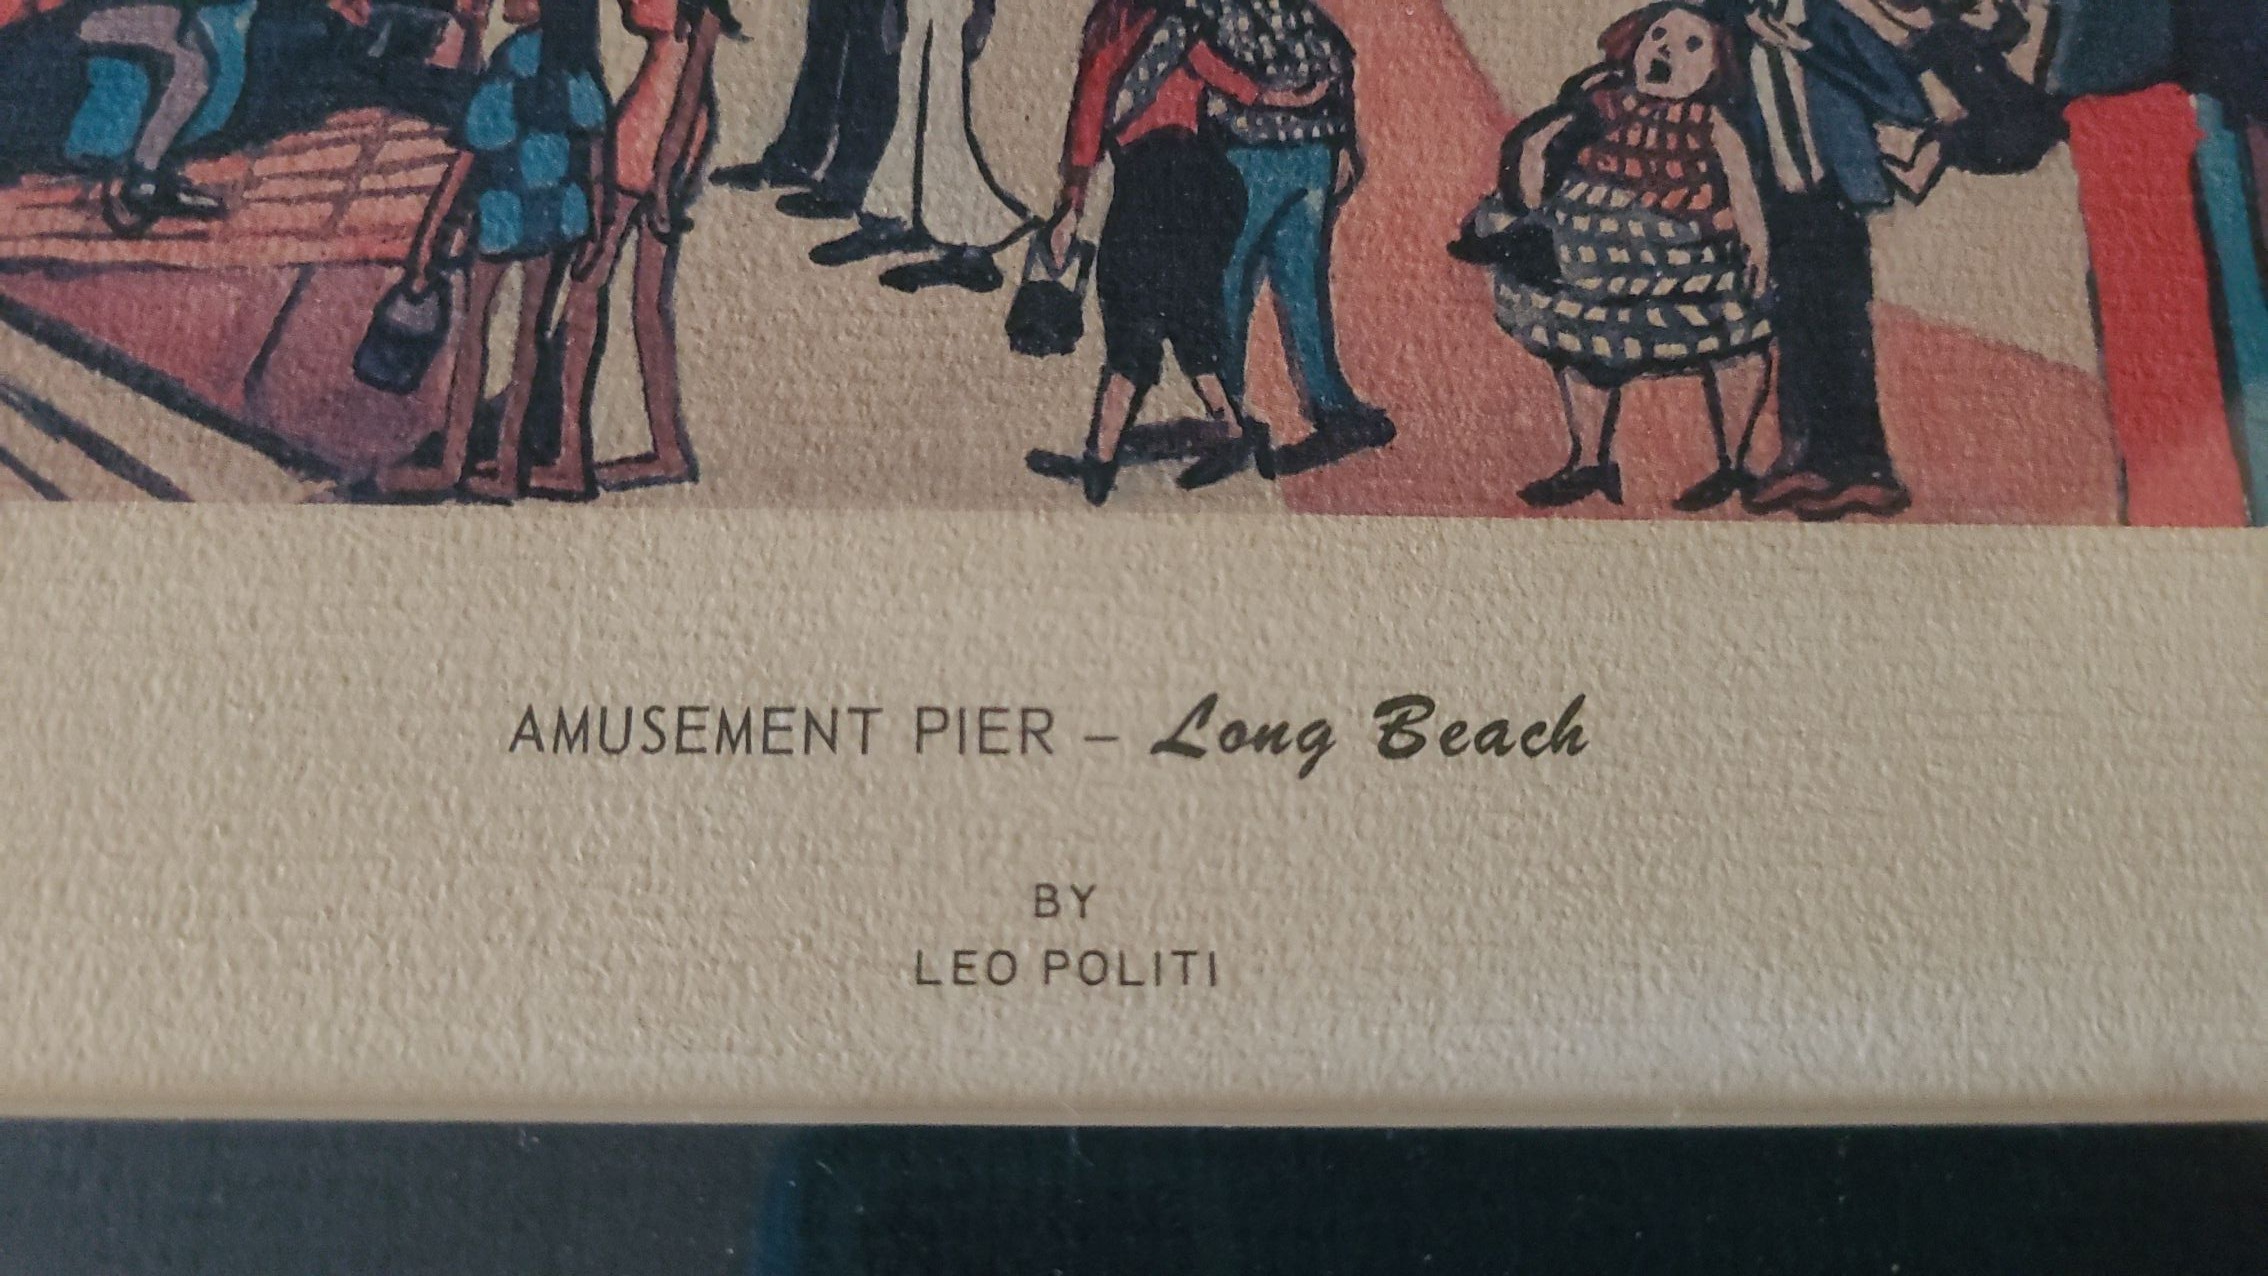 AMUSEMENT PIER – Long Beach
BY
LEO POLITI